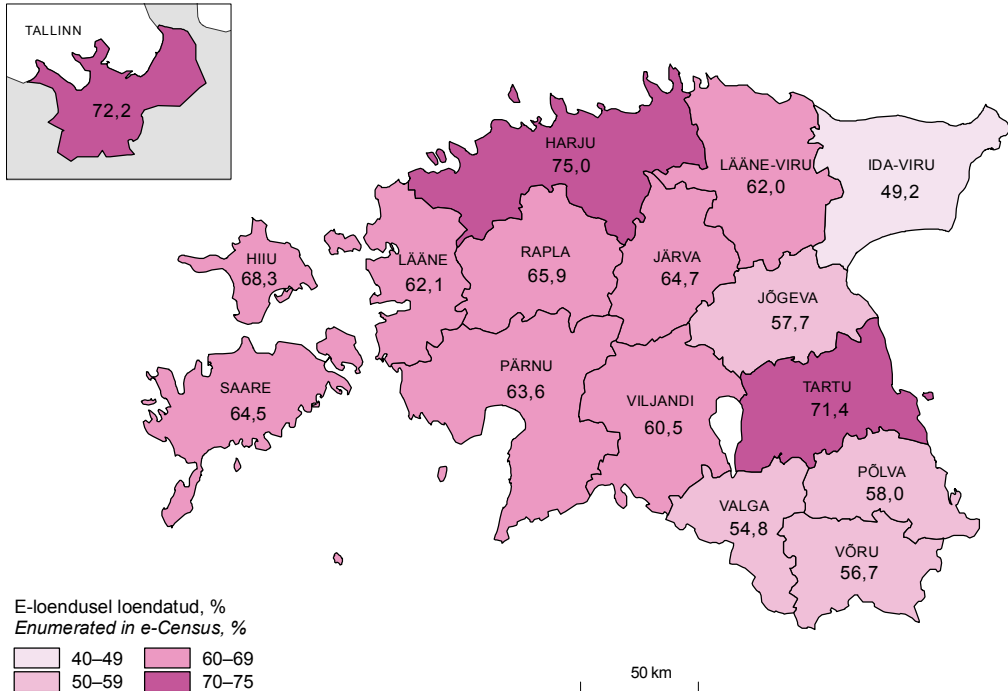 TALLINN
72,2
HARJU
75,0
LÄÄNE-VIRU
62,0
IDA-VIRU
49,2
HIIU
68,3
LÄÄNE
62,1
RAPLA
65,9
JÄRVA
64,7
JÕGEVA
57,7
SAARE
64,5
PÄRNU
63,6
VILJANDI
60,5
TARTU
71,4
PÕLVA
58,0
VALGA
54,8
VÕRU
56,7
E-loendusel loendatud, %
Enumerated in e-Census, %
40–49
60–69
50–59
70–75
50 km